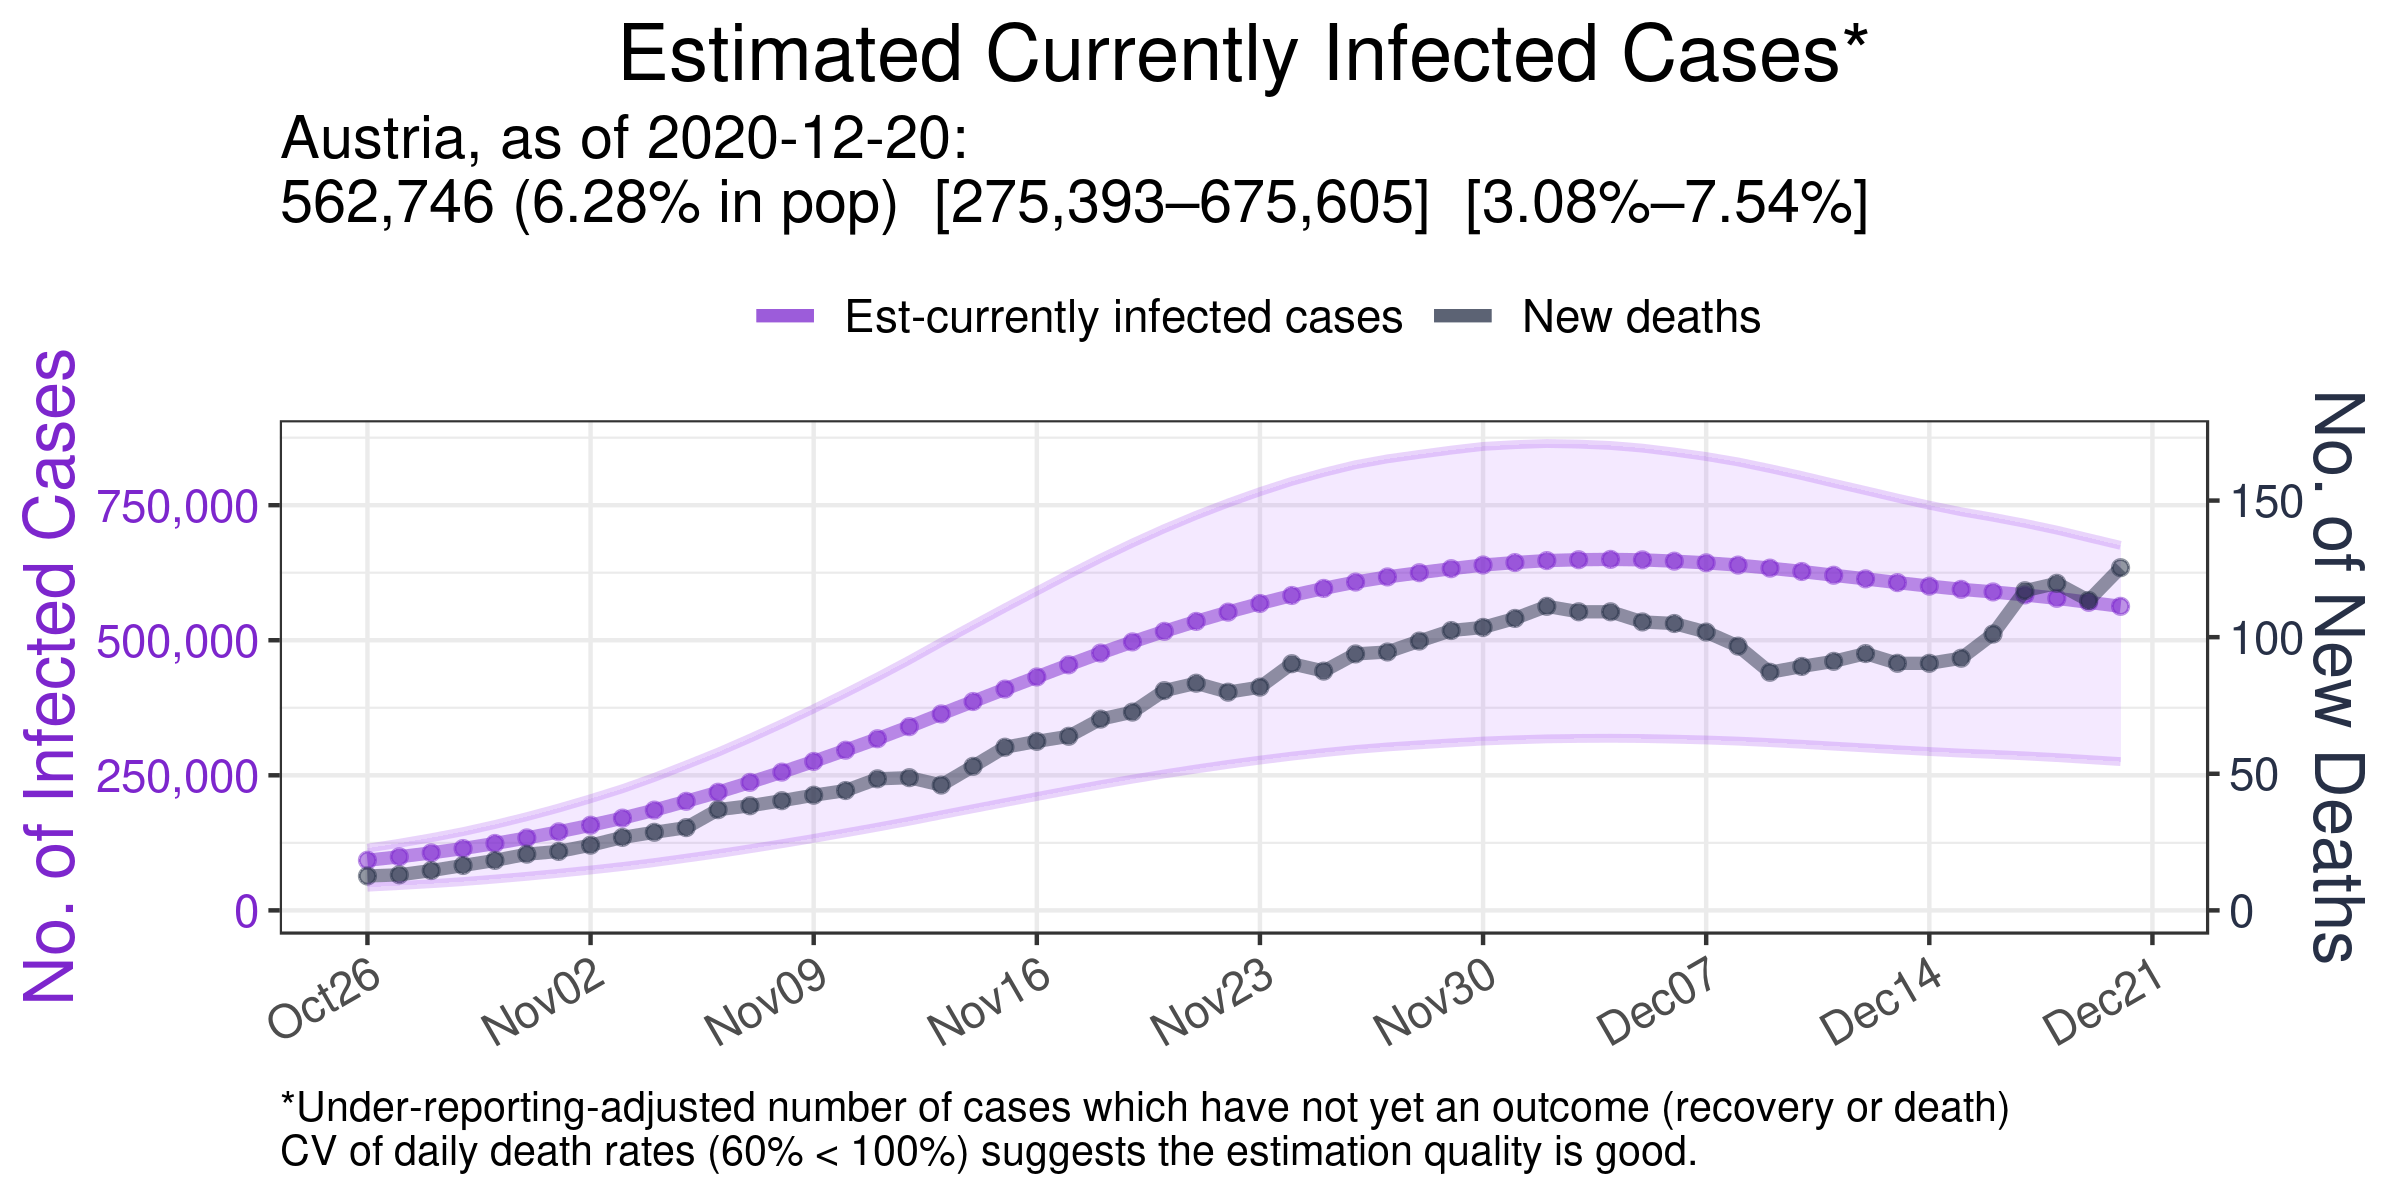 Estimated Currently Infected Cases*
Austria, as of 2020-12-20:
562,746 (6.28% in pop)  [275,393–675,605]  [3.08%–7.54%]
Est-currently infected cases
New deaths
No. of Infected Cases
750,000
500,000
250,000
0
150
100
50
0
No. of New Deaths
Oct26
Nov02
Nov09
Nov16
Nov23
Nov30
Dec07
Dec14
Dec21
*Under-reporting-adjusted number of cases which have not yet an outcome (recovery or death)
CV of daily death rates (60% < 100%) suggests the estimation quality is good.